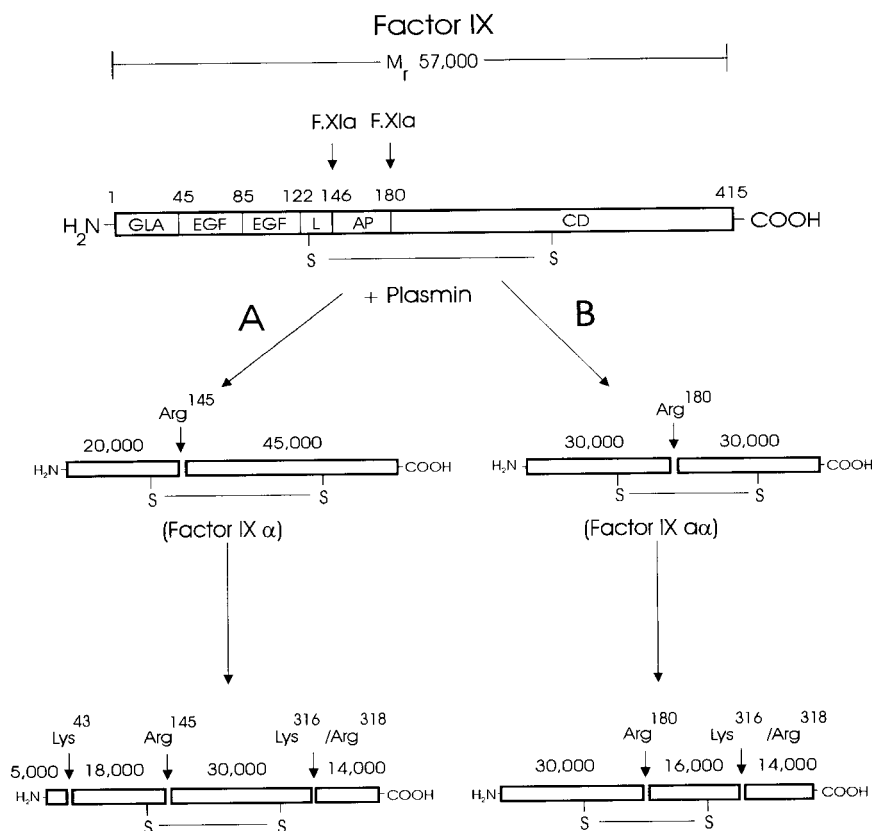 Factor IX
Mr 57,000
F.XIa F.XIa
1 45 85 122 146 180 415
H2N GLA EGF EGF L AP CD COOH
S S
+ Plasmin
A B
Arg145
20,000 45,000
H2N COOH
S S
(Factor IX α)
Arg180
30,000 30,000
H2N COOH
S S
(Factor IX aα)
Lys43 Arg145 Lys316 /Arg318
5,000 18,000 30,000 14,000
H2N COOH
S S
Arg180 Lys316 /Arg318
30,000 16,000 14,000
H2N COOH
S S